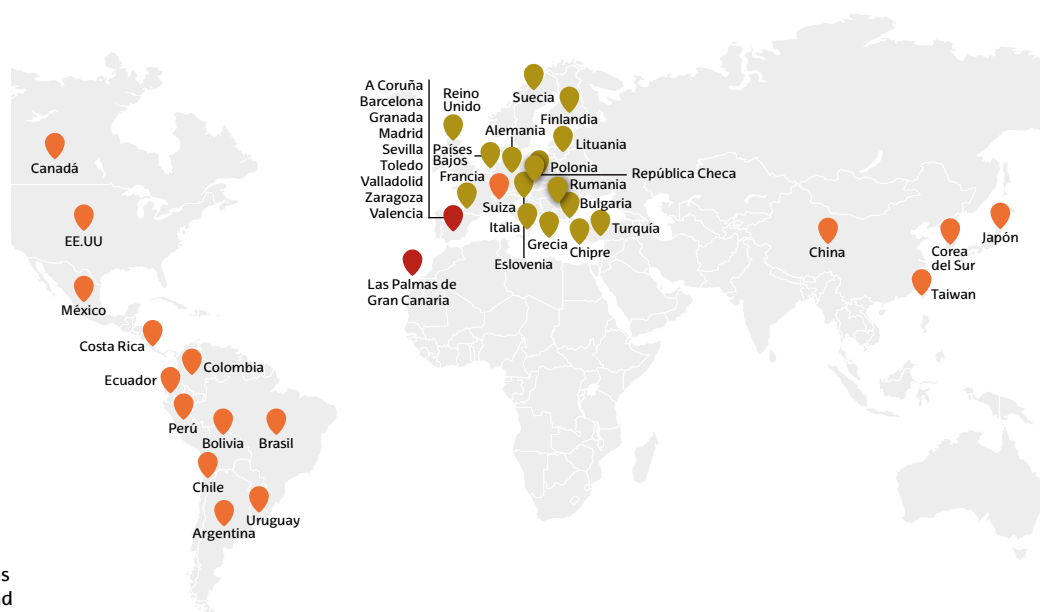 Canadá
EE.UU
México
Costa Rica
Colombia
Ecuador
Perú
Bolivia
Brasil
Chile
Uruguay
Argentina
A Coruña
Barcelona
Granada
Madrid
Sevilla
Toledo
Valladolid
Zaragoza
Valencia
Las Palmas de
Gran Canaria
Reino
Unido
Suecia
Finlandia
Alemania
Lituania
Países
Bajos
Polonia
República Checa
Francia
Rumania
Suiza
Bulgaria
Italia
Turquía
Grecia
Chipre
Eslovenia
China
Corea
del Sur
Japón
Taiwan